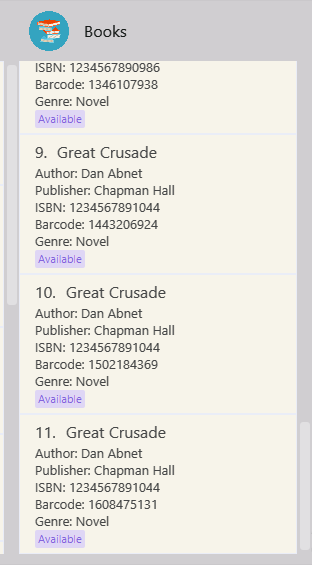 Books
ISBN: 1234567890986
Barcode: 1346107938
Genre: Novel
Available
9. Great Crusade
Author: Dan Abnet
Publisher: Chapman Hall
ISBN: 1234567891044
Barcode: 1443206924
Genre: Novel
Available
10. Great Crusade
Author: Dan Abnet
Publisher: Chapman Hall
ISBN: 1234567891044
Barcode: 1502184369
Genre: Novel
Available
11. Great Crusade
Author: Dan Abnet
Publisher: Chapman Hall
ISBN: 1234567891044
Barcode: 1608475131
Genre: Novel
Available